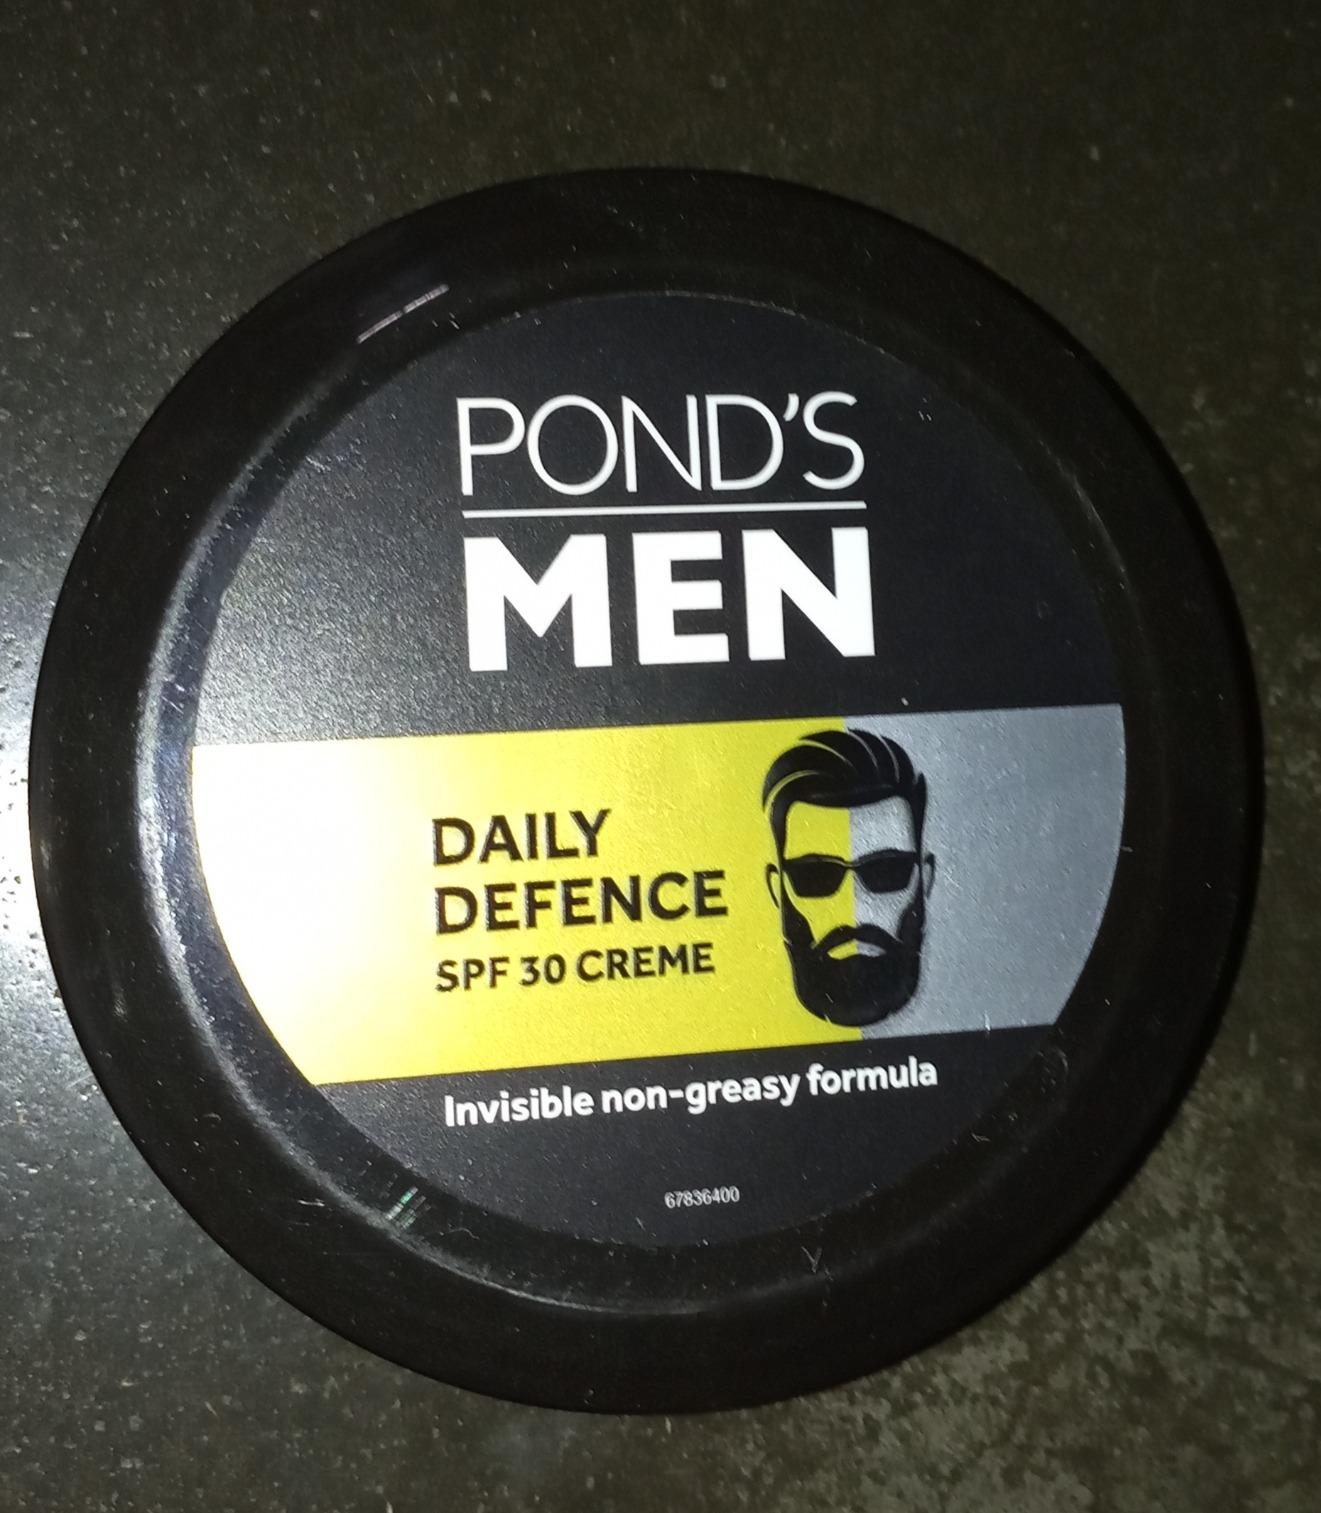 POND'S
MEN
DAILY
DEFENCE
SPF 30 CREME
Invisible non-greasy formula
67836400